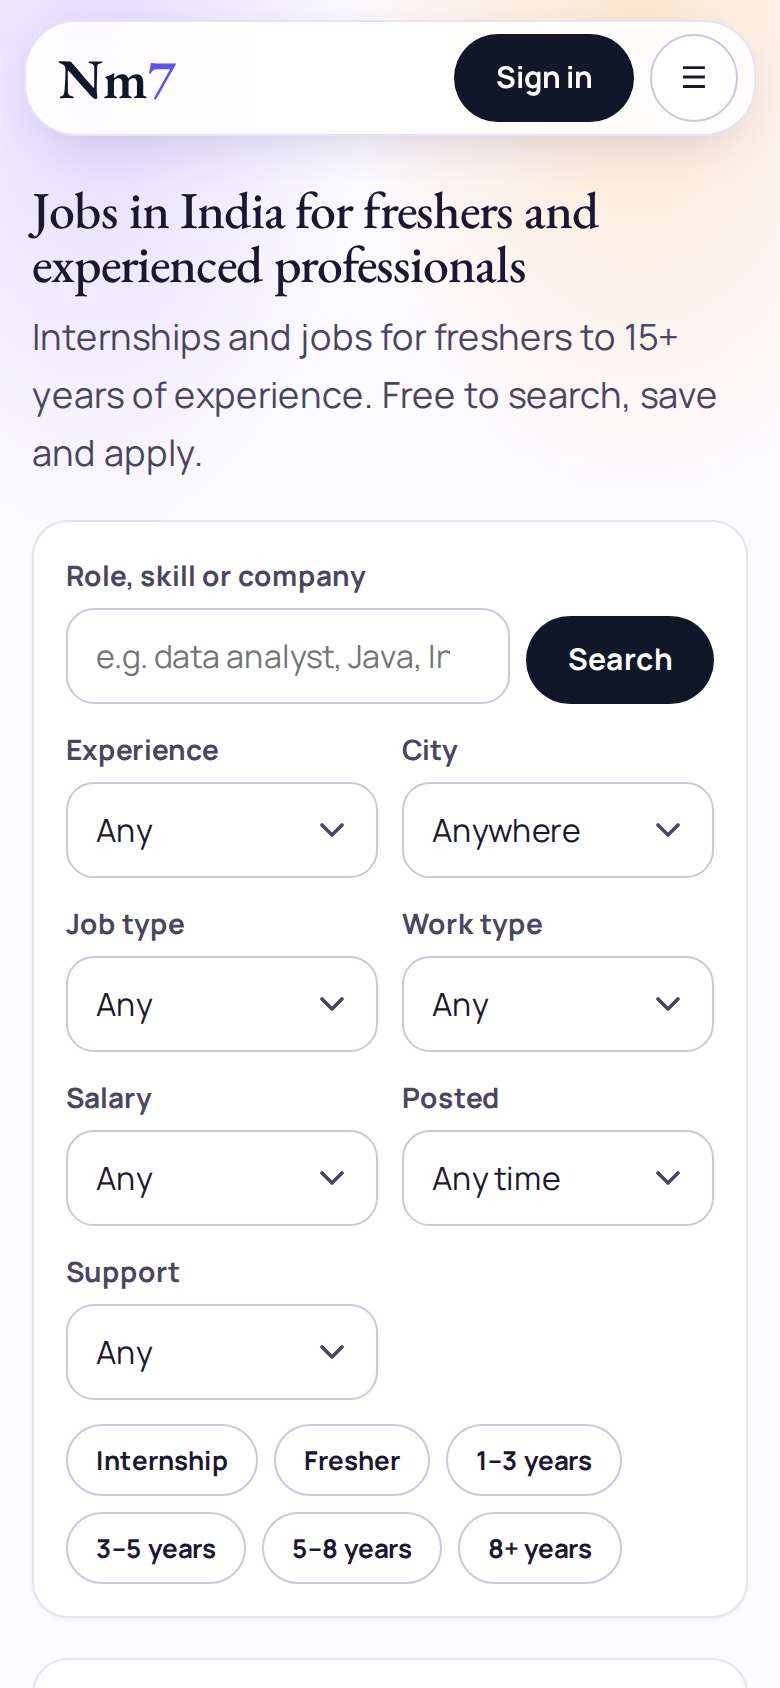 Nm7
Sign in
Jobs in India for freshers and
experienced professionals
Internships and jobs for freshers to 15+
years of experience. Free to search, save
and apply.
Role, skill or company
e.g. data analyst, Java, In
Search
Experience
City
Any
Anywhere
Job type
Work type
Any
Any
Salary
Posted
Any
Any time
Support
Any
Internship
Fresher
1–3 years
3–5 years
5–8 years
8+ years